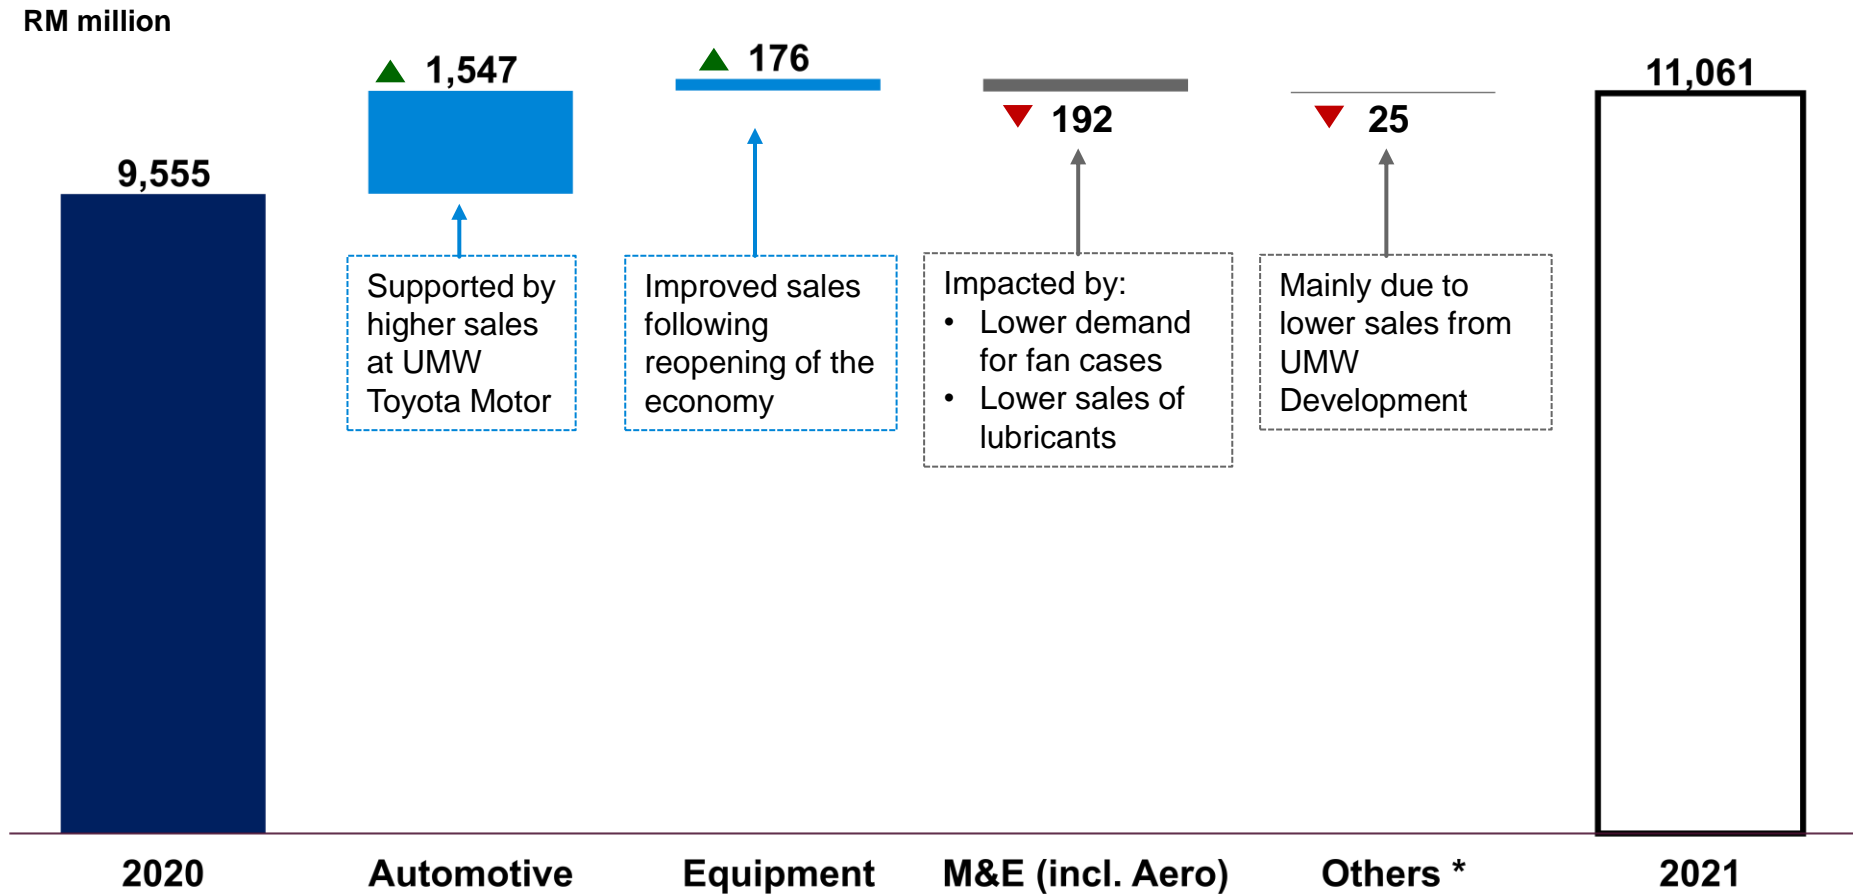 RM million
9,555
▲ 1,547
▲ 176
▼ 192
▼ 25
11,061
Supported by
higher sales
at UMW
Toyota Motor
Improved sales
following
reopening of the
economy
Impacted by:
• Lower demand
for fan cases
• Lower sales of
lubricants
Mainly due to
lower sales from
UMW
Development
2020
Automotive
Equipment
M&E (incl. Aero)
Others *
2021